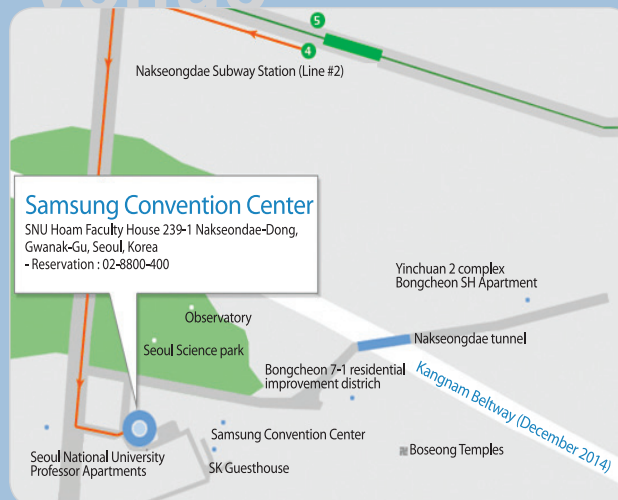 Venue
5
4
Nakseongdae Subway Station (Line #2)
Samsung Convention Center
SNU Hoam Faculty House 239-1 Nakseondae-Dong,
Gwanak-Gu, Seoul, Korea
- Reservation : 02-8800-400
Yinchuan 2 complex
Bongcheon SH Apartment
Observatory
Nakseongdae tunnel
Seoul Science park
Bongcheon 7-1 residential
improvement districh
Kangnam Beltway (December 2014)
Samsung Convention Center
Boseong Temples
Seoul National University
Professor Apartments
SK Guesthouse